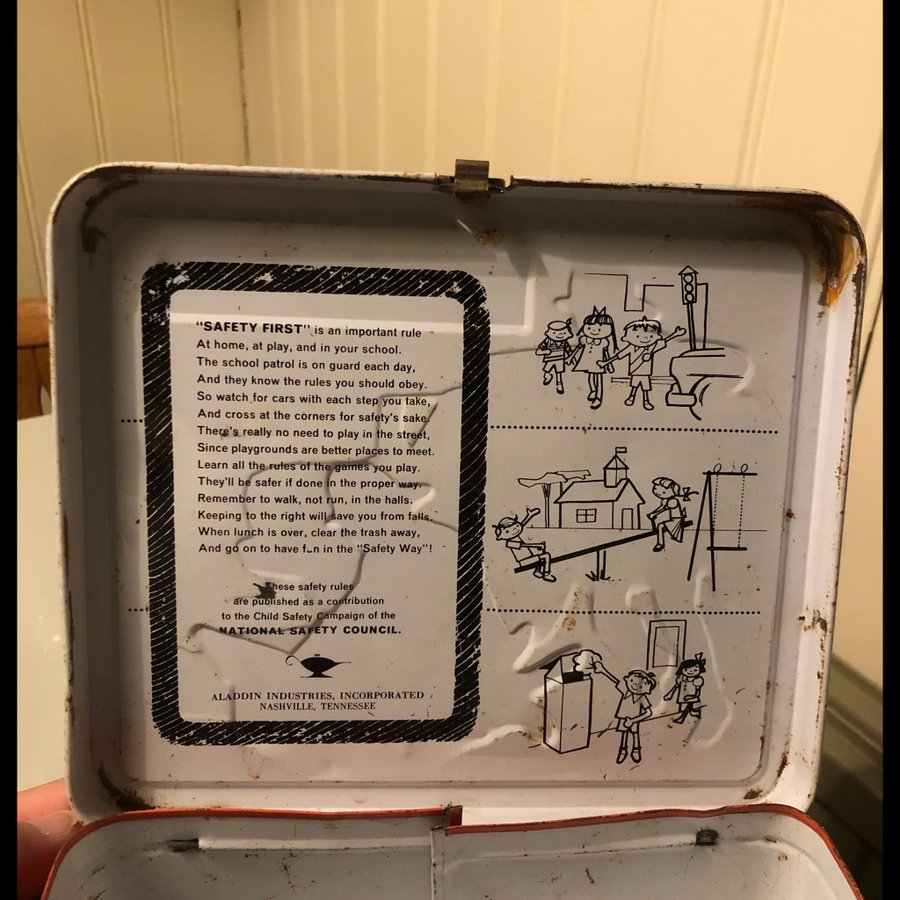 "SAFETY FIRST" is an important rule
At home, at play, and in your school.
The school patrol is on guard each day,
And they know the rules you should obey.
So watch for cars with each step you take,
And cross at the corners for safety's sake.
There's really no need to play in the street,
Since playgrounds are better places to meet.
Learn all the rules of the games you play.
They'll be safer if done in the proper way.
Remember to walk, not run, in the halls.
Keeping to the right will save you from falls.
When lunch is over, clear the trash away,
And go on to have fun in the "Safety Way"!
These safety rules
are published as a contribution
to the Child Safety Campaign of the
NATIONAL SAFETY COUNCIL.
ALADDIN INDUSTRIES, INCORPORATED
NASHVILLE, TENNESSEE